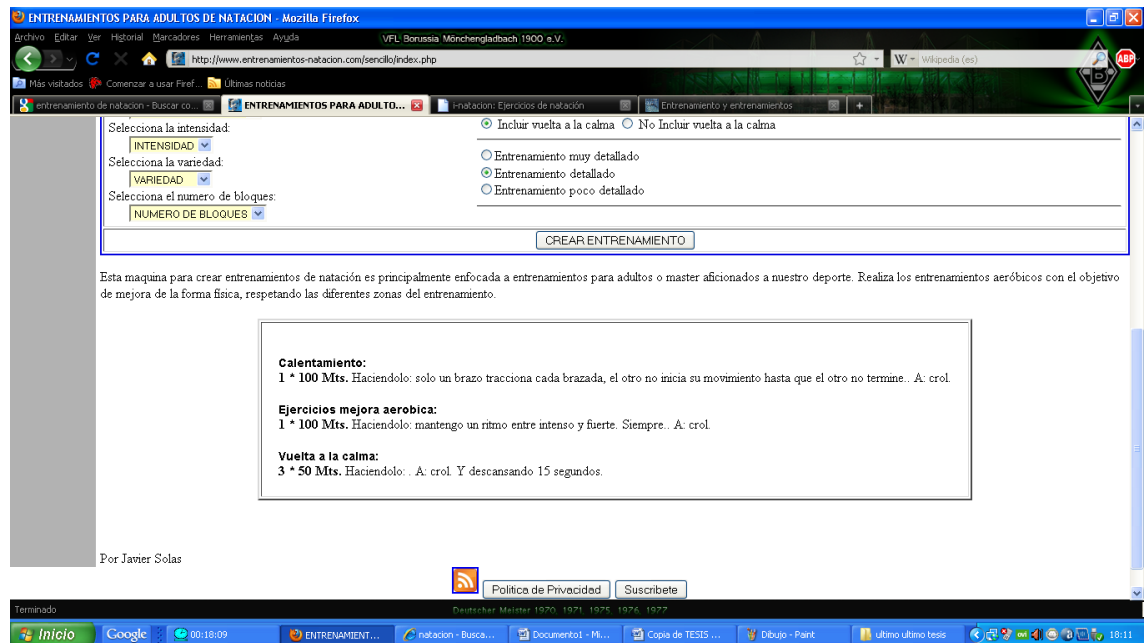 ENTRENAMIENTOS PARA ADULTOS DE NATACION - Mozilla Firefox
Archivo Editar Ver Historial Marcadores Herramientas Ayuda
VFL Borussia Mönchengladbach 1900 e.V.
http://www.entrenamientos-natacion.com/sencillo/index.php
W Wikipedia (es)
ABP
Más visitados Comenzar a usar Firef... Últimas noticias
entrenamiento de natacion - Buscar co... ENTRENAMIENTOS PARA ADULTO... i-natacion: Ejercicios de natación Entrenamiento y entrenamientos
Selecciona la intensidad:
INTENSIDAD
Selecciona la variedad:
VARIEDAD
Selecciona el numero de bloques:
NUMERO DE BLOQUES
Incluir vuelta a la calma No Incluir vuelta a la calma
Entrenamiento muy detallado
Entrenamiento detallado
Entrenamiento poco detallado
CREAR ENTRENAMIENTO
Esta maquina para crear entrenamientos de natación es principalmente enfocada a entrenamientos para adultos o master aficionados a nuestro deporte. Realiza los entrenamientos aeróbicos con el objetivo
de mejora de la forma física, respetando las diferentes zonas del entrenamiento.
Calentamiento:
1 * 100 Mts. Haciendolo: solo un brazo tracciona cada brazada, el otro no inicia su movimiento hasta que el otro no termine.. A: crol.
Ejercicios mejora aerobica:
1 * 100 Mts. Haciendolo: mantengo un ritmo entre intenso y fuerte. Siempre.. A: crol.
Vuelta a la calma:
3 * 50 Mts. Haciendolo: . A: crol. Y descansando 15 segundos.
Por Javier Solas
Politica de Privacidad Suscribete
Terminado
Deutscher Meister 1970, 1971, 1975, 1976, 1977
Inicio Google 00:18:09 ENTRENAMIENT... natacion - Busca... Documento1 - Mi... Copia de TESIS ... Dibujo - Paint ultimo ultimo tesis 18:11